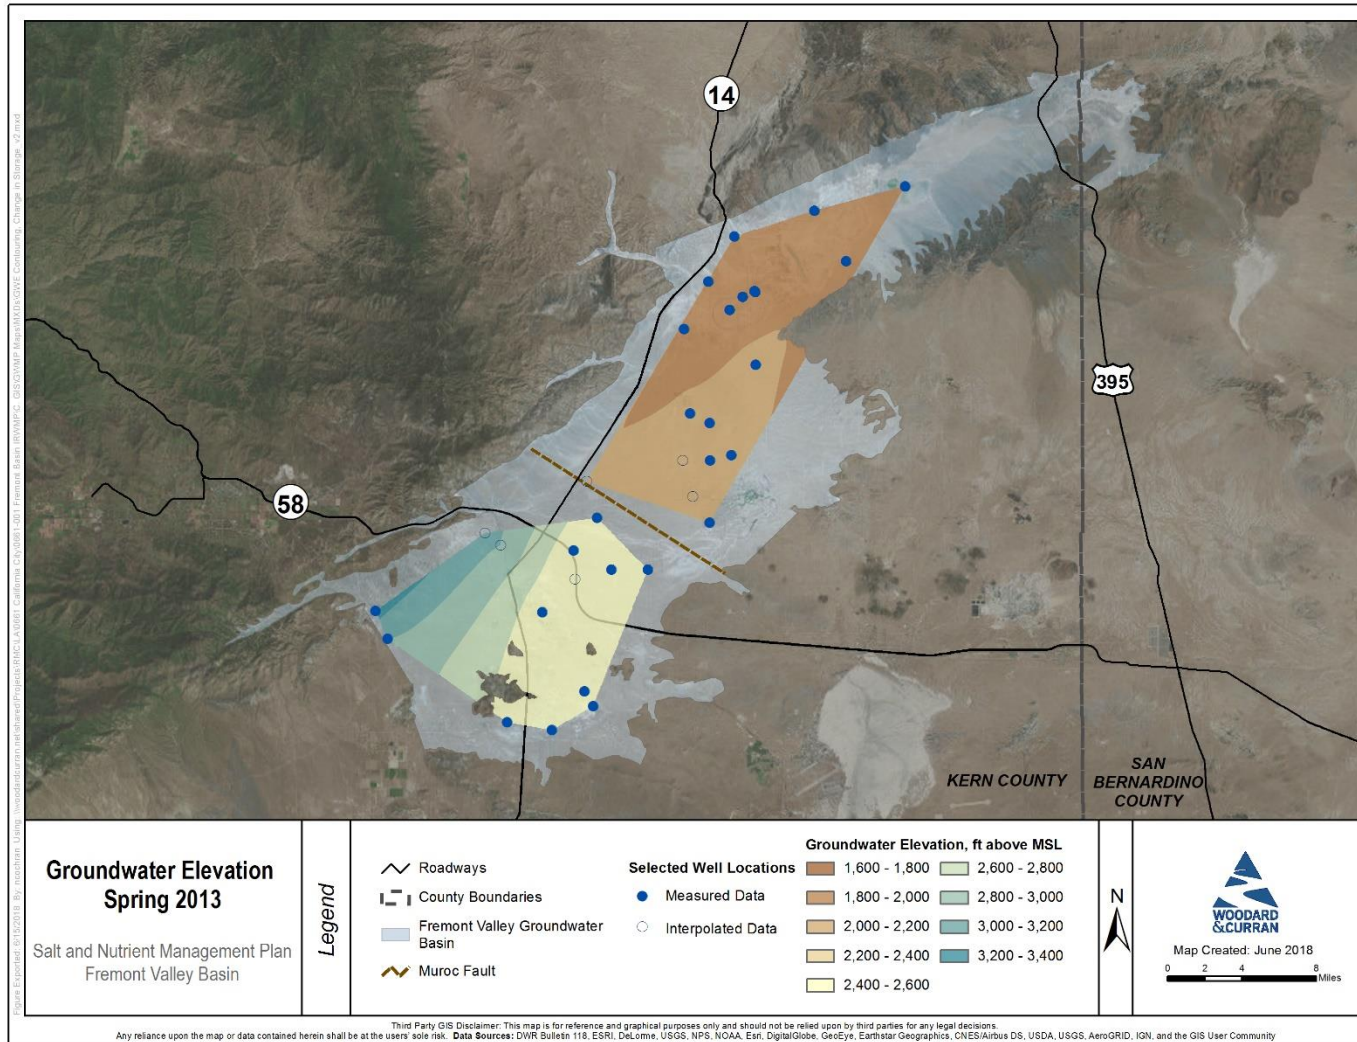 14
395
58
KERN COUNTY
SAN
BERNARDINO
COUNTY
Groundwater Elevation
Spring 2013
Salt and Nutrient Management Plan
Fremont Valley Basin
Legend
Roadways
County Boundaries
Fremont Valley Groundwater
Basin
Muroc Fault
Selected Well Locations
Measured Data
Interpolated Data
Groundwater Elevation, ft above MSL
1,600 - 1,800
1,800 - 2,000
2,000 - 2,200
2,200 - 2,400
2,400 - 2,600
2,600 - 2,800
2,800 - 3,000
3,000 - 3,200
3,200 - 3,400
N
WOODARD
&CURRAN
Map Created: June 2018
0 2 4 8
Miles
Third Party GIS Disclaimer: This map is for reference and graphical purposes only and should not be relied upon by third parties for any legal decisions.
Any reliance upon the map or data contained herein shall be at the users' sole risk. Data Sources: DWR Bulletin 118, ESRI, DeLorme, USGS, NPS, NOAA, Esri, DigitalGlobe, GeoEye, Earthstar Geographics, CNES/Airbus DS, USDA, USGS, AeroGRID, IGN, and the GIS User Community
Figure Exported: 6/15/2018 By: ncochran Using: